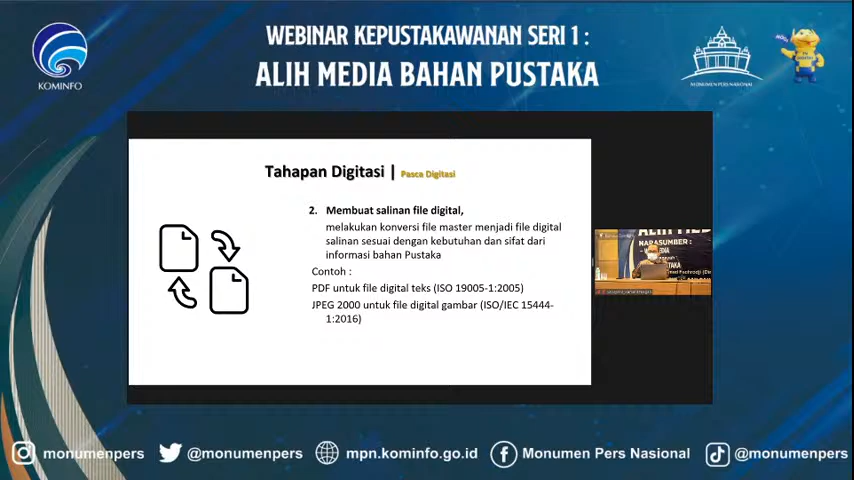 WEBINAR KEPUSTAKAWANAN SERI 1 :
ALIH MEDIA BAHAN PUSTAKA
KOMINFO
MONUMEN PERS NASIONAL
Tahapan Digitasi | Pasca Digitasi
2. Membuat salinan file digital,
melakukan konversi file master menjadi file digital
salinan sesuai dengan kebutuhan dan sifat dari
informasi bahan Pustaka
Contoh :
PDF untuk file digital teks (ISO 19005-1:2005)
JPEG 2000 untuk file digital gambar (ISO/IEC 15444-
1:2016)
NARASUMBER :
monumenpers
@monumenpers
mpn.kominfo.go.id
Monumen Pers Nasional
@monumenpers